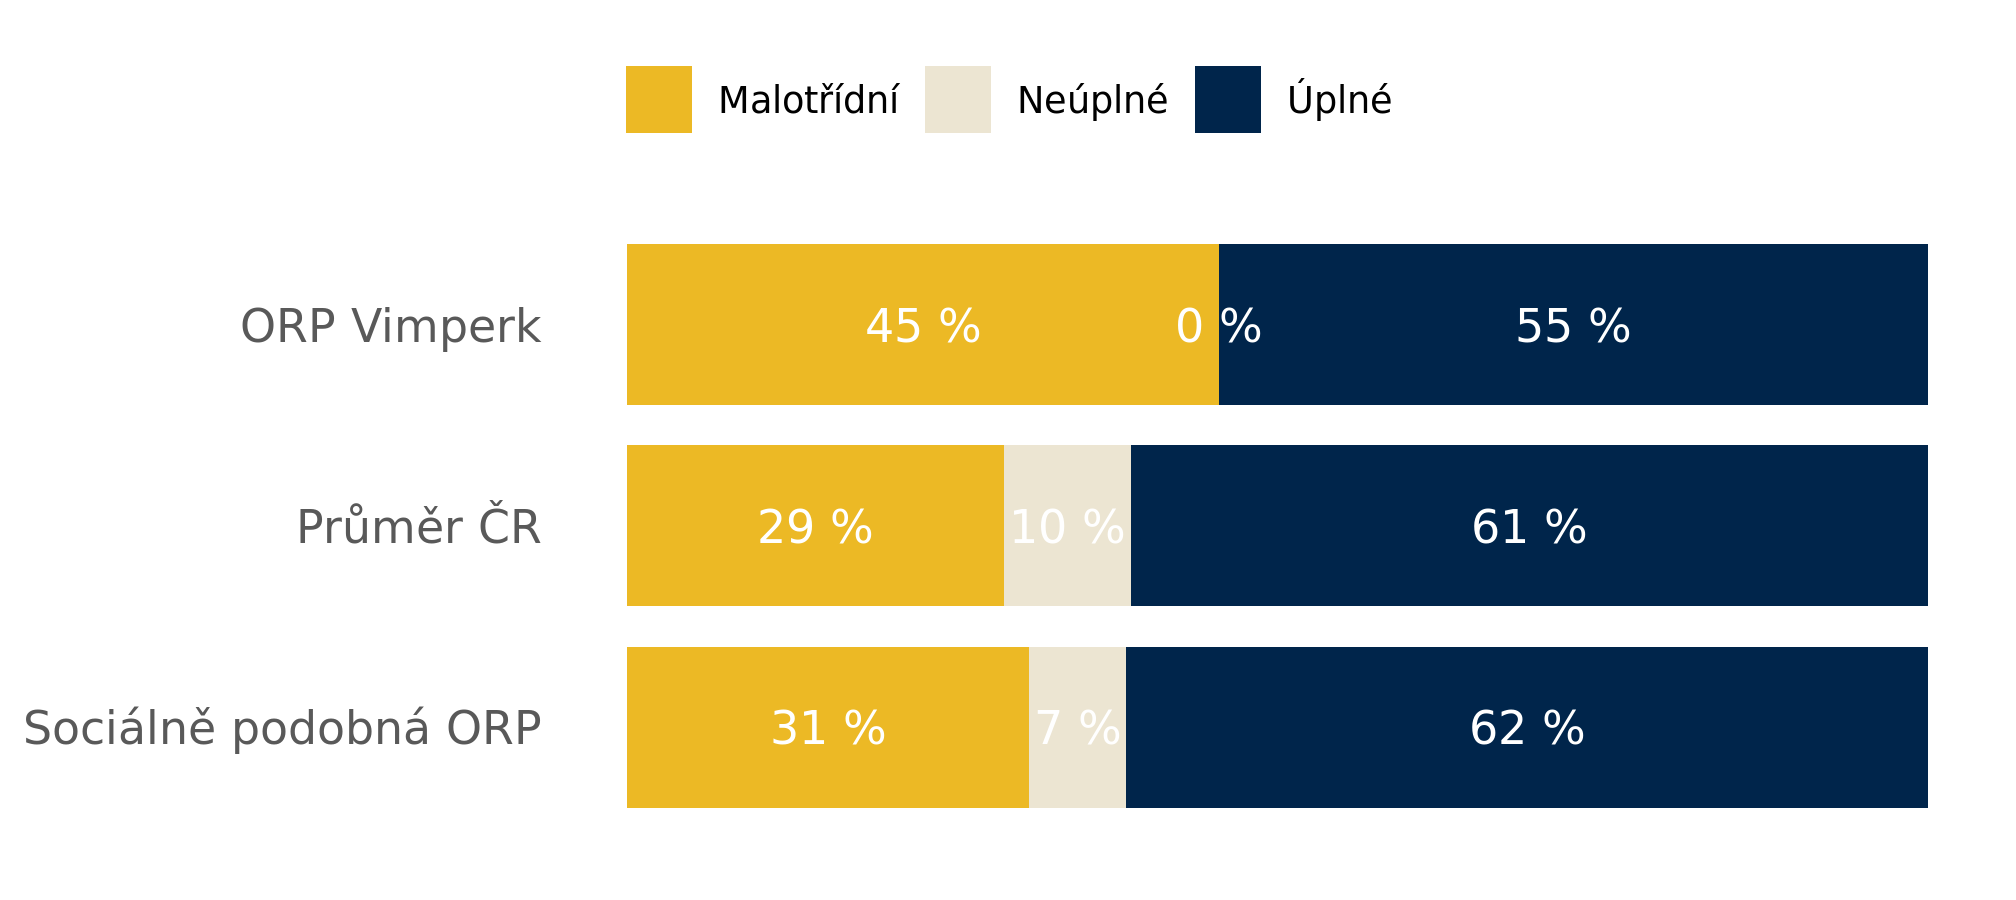 Malotřídní Neúplné Úplné
ORP Vimperk 45 % 0 % 55 %
Průměr ČR 29 % 10 % 61 %
Sociálně podobná ORP 31 % 7 % 62 %